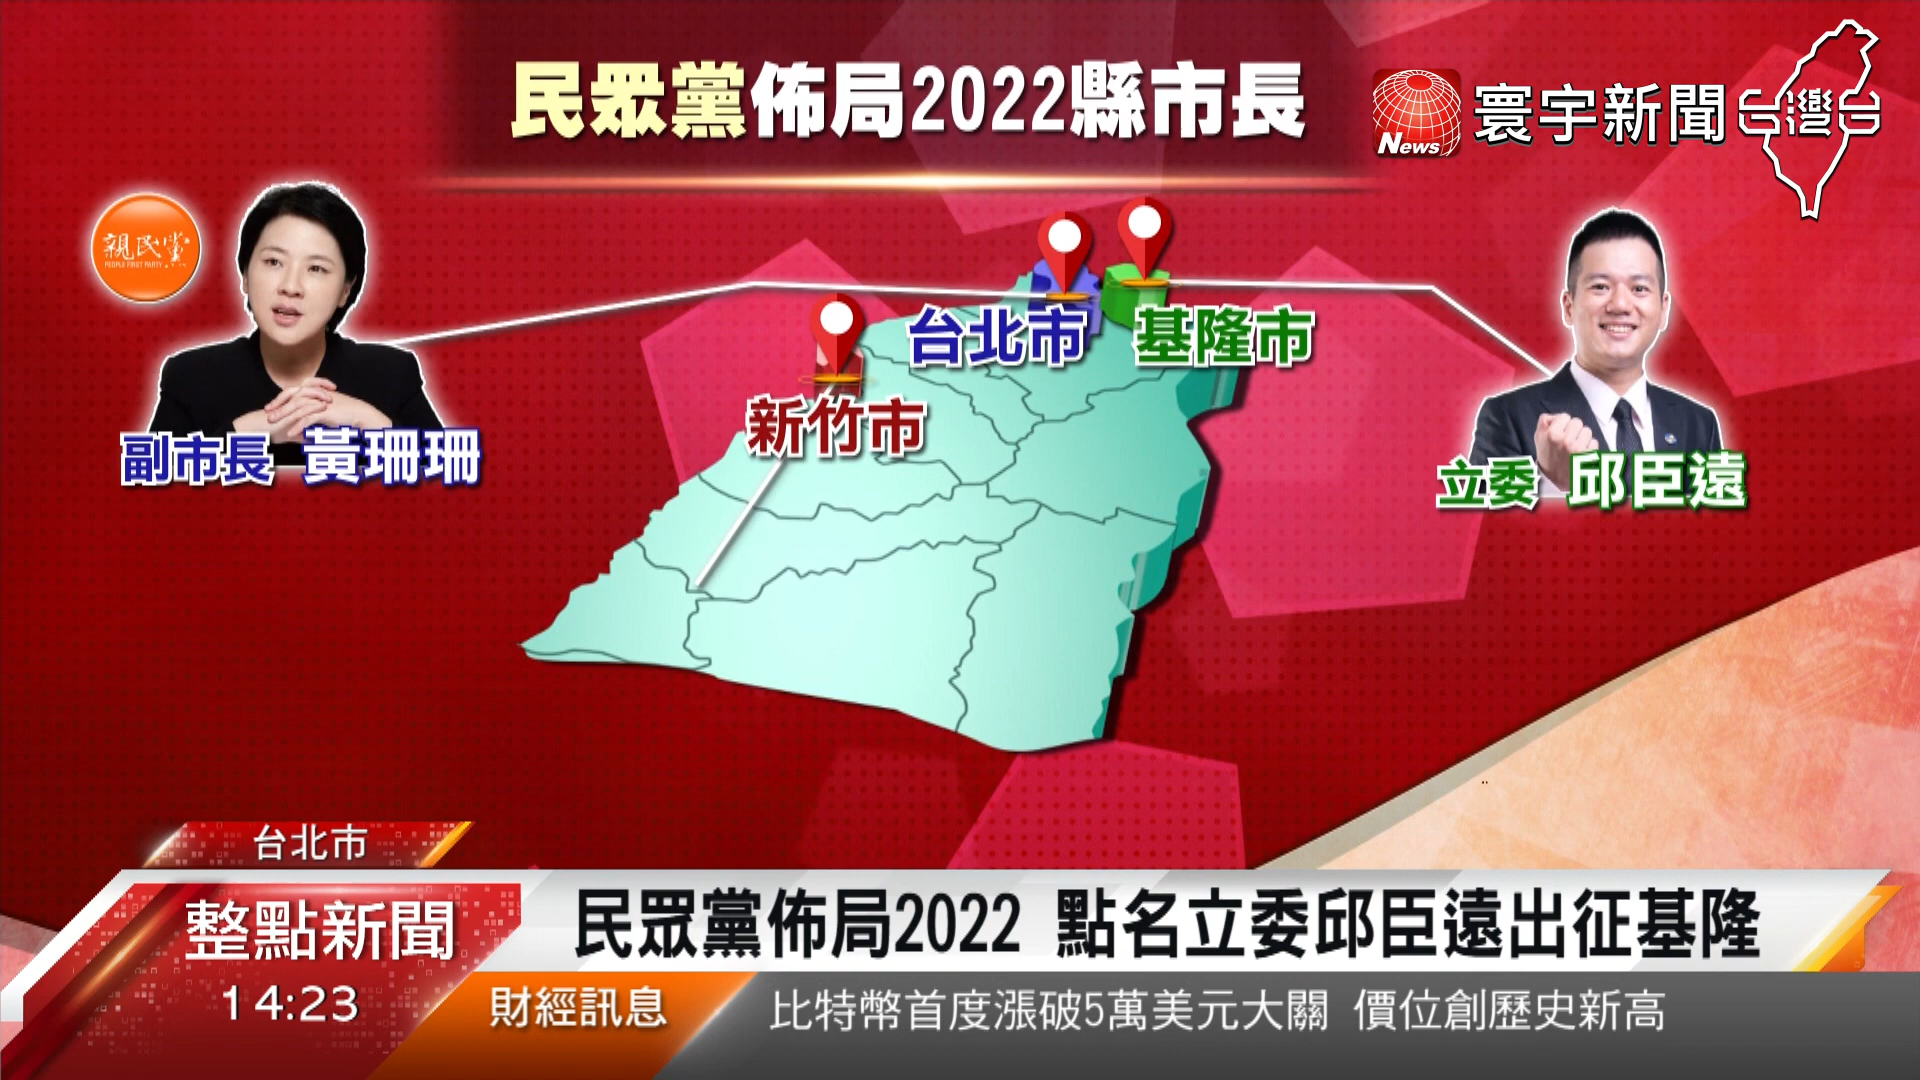 民眾黨佈局2022縣市長
News
寰宇新聞台
台灣
親民黨
PEOPLE FIRST PARTY
台北市
基隆市
新竹市
副市長 黃珊珊
立委 邱臣遠
台北市
整點新聞
民眾黨佈局2022 點名立委邱臣遠出征基隆
14:23
財經訊息
比特幣首度漲破5萬美元大關 價位創歷史新高